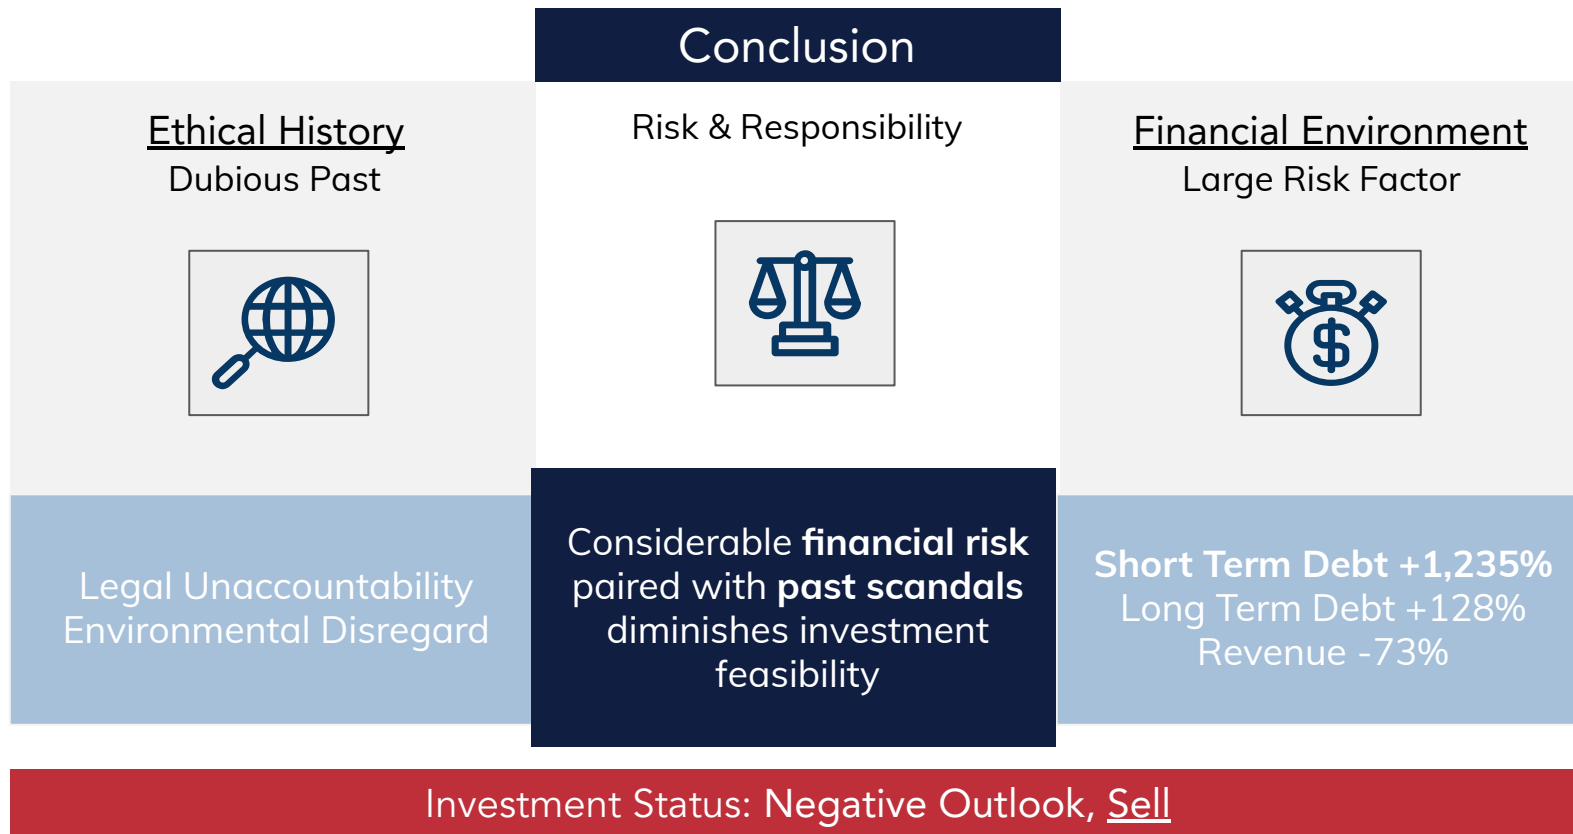 Conclusion
Ethical History
Dubious Past
Legal Unaccountability
Environmental Disregard
Risk & Responsibility
Considerable financial risk
paired with past scandals
diminishes investment
feasibility
Financial Environment
Large Risk Factor
$
Short Term Debt +1,235%
Long Term Debt +128%
Revenue -73%
Investment Status: Negative Outlook, Sell